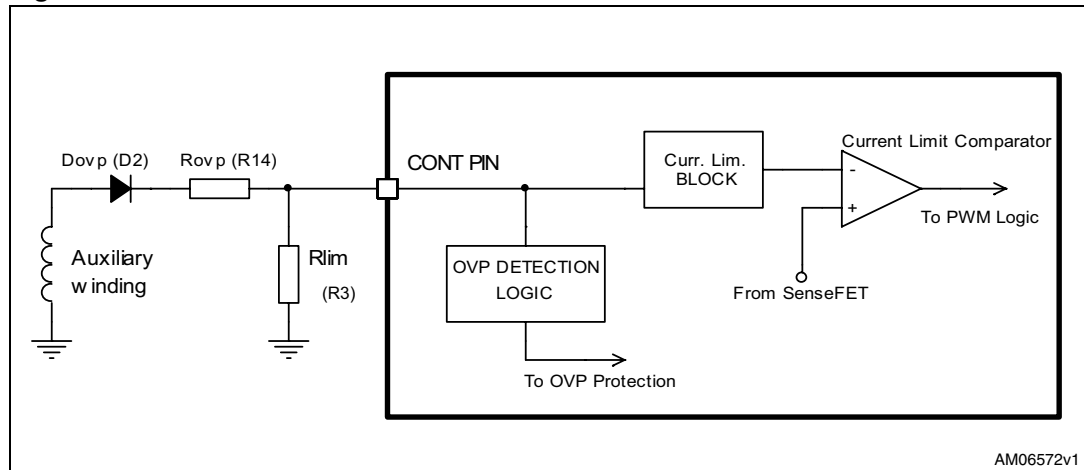 Dovp (D2)
Rovp (R14)
CONT PIN
Curr. Lim.
BLOCK
Current Limit Comparator
-
+
To PWM Logic
Auxiliary
winding
Rlim
(R3)
OVP DETECTION
LOGIC
From SenseFET
To OVP Protection
AM06572v1